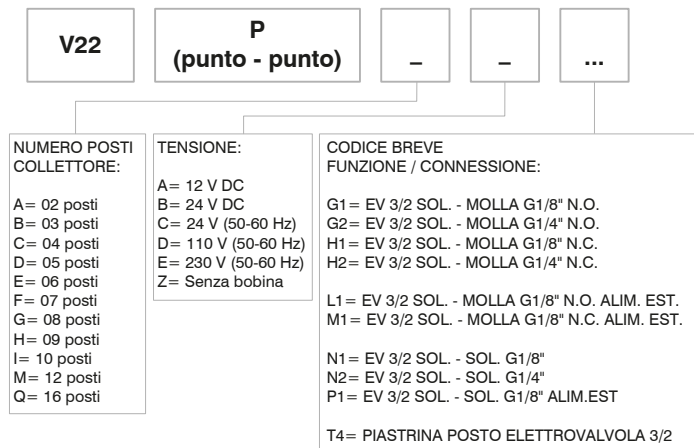 V22
P
(punto - punto)
_
_
...
NUMERO POSTI
COLLETTORE:
A= 02 posti
B= 03 posti
C= 04 posti
D= 05 posti
E= 06 posti
F= 07 posti
G= 08 posti
H= 09 posti
I= 10 posti
M= 12 posti
Q= 16 posti
TENSIONE:
A= 12 V DC
B= 24 V DC
C= 24 V (50-60 Hz)
D= 110 V (50-60 Hz)
E= 230 V (50-60 Hz)
Z= Senza bobina
CODICE BREVE
FUNZIONE / CONNESSIONE:
G1= EV 3/2 SOL. - MOLLA G1/8" N.O.
G2= EV 3/2 SOL. - MOLLA G1/4" N.O.
H1= EV 3/2 SOL. - MOLLA G1/8" N.C.
H2= EV 3/2 SOL. - MOLLA G1/4" N.C.
L1= EV 3/2 SOL. - MOLLA G1/8" N.O. ALIM. EST.
M1= EV 3/2 SOL. - MOLLA G1/8" N.C. ALIM. EST.
N1= EV 3/2 SOL. - SOL. G1/8"
N2= EV 3/2 SOL. - SOL. G1/4"
P1= EV 3/2 SOL. - SOL. G1/8" ALIM.EST
T4= PIASTRINA POSTO ELETTROVALVOLA 3/2